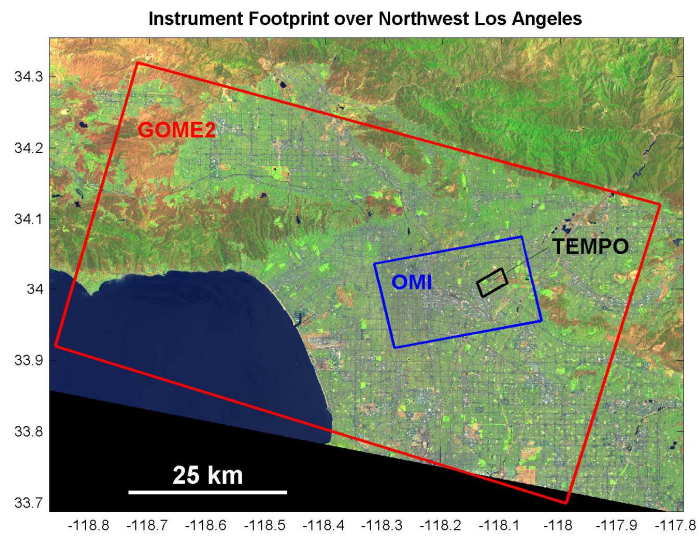 Instrument Footprint over Northwest Los Angeles
34.3
34.2
34.1
34
33.9
33.8
33.7
GOME2
TEMPO
OMI
25 km
-118.8 -118.7 -118.6 -118.5 -118.4 -118.3 -118.2 -118.1 -118 -117.9 -117.8